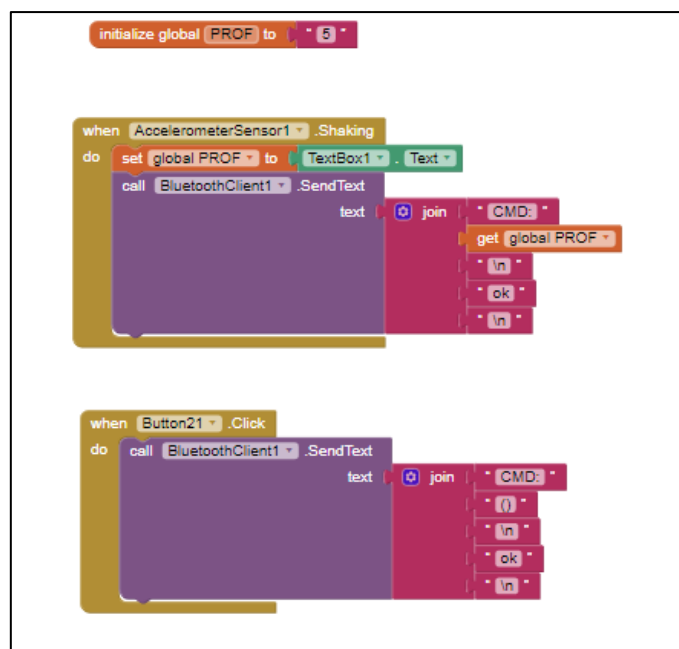 initialize global PROF to " 5 "
when AccelerometerSensor1 .Shaking
do set global PROF to TextBox1 . Text
call BluetoothClient1 .SendText
text join " CMD: "
get global PROF
" \n "
" ok "
" \n "
when Button21 .Click
do call BluetoothClient1 .SendText
text join " CMD: "
" () "
" \n "
" ok "
" \n "